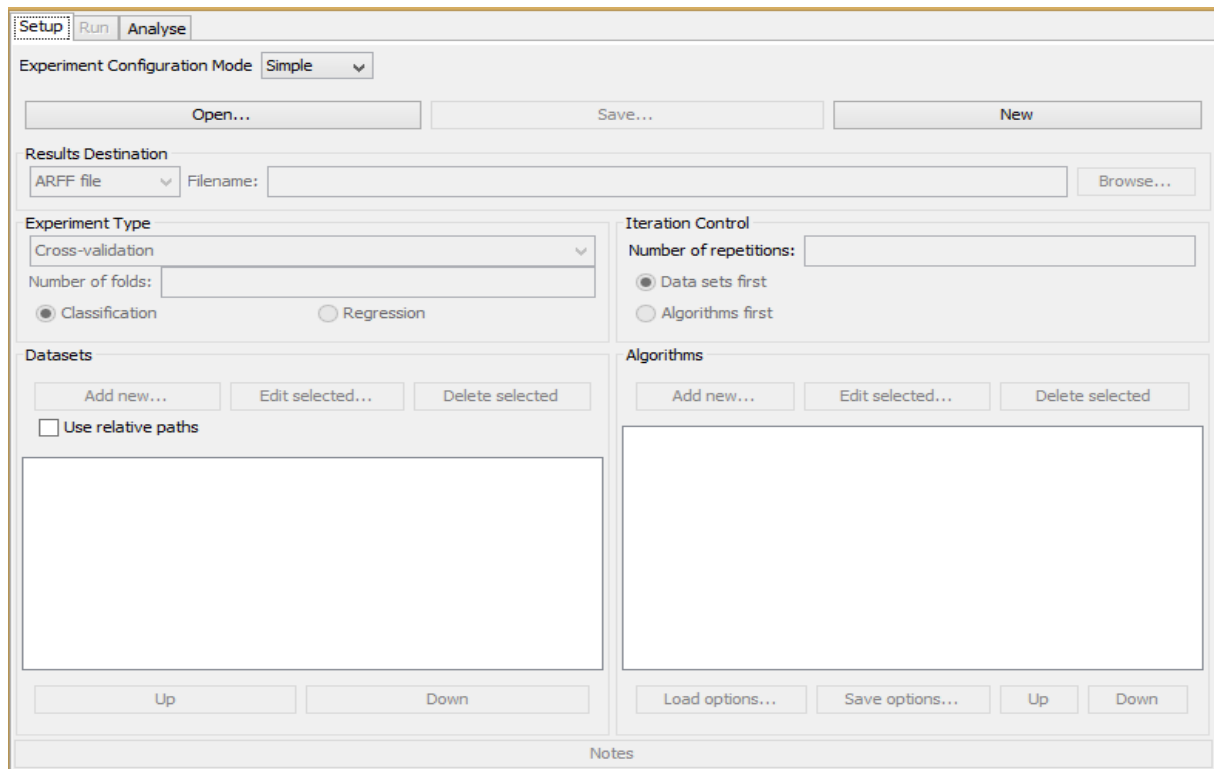 Setup Run Analyse
Experiment Configuration Mode Simple
Open... Save... New
Results Destination
ARFF file Filename: Browse...
Experiment Type
Cross-validation
Number of folds:
Classification Regression
Iteration Control
Number of repetitions:
Data sets first
Algorithms first
Datasets
Add new... Edit selected... Delete selected
Use relative paths
Up Down
Algorithms
Add new... Edit selected... Delete selected
Load options... Save options... Up Down
Notes